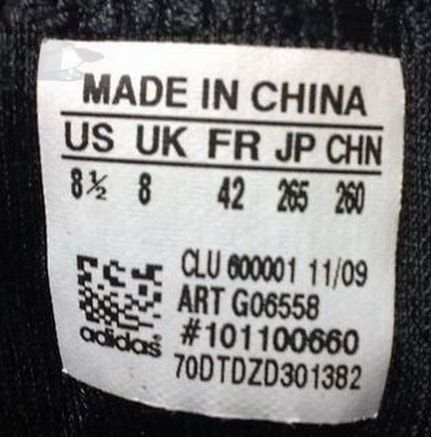 MADE IN CHINA
US UK FR JP CHN
8½ 8 42 265 260
CLU 600001 11/09
ART G06558
#101100660
70DTDZD301382
adidas